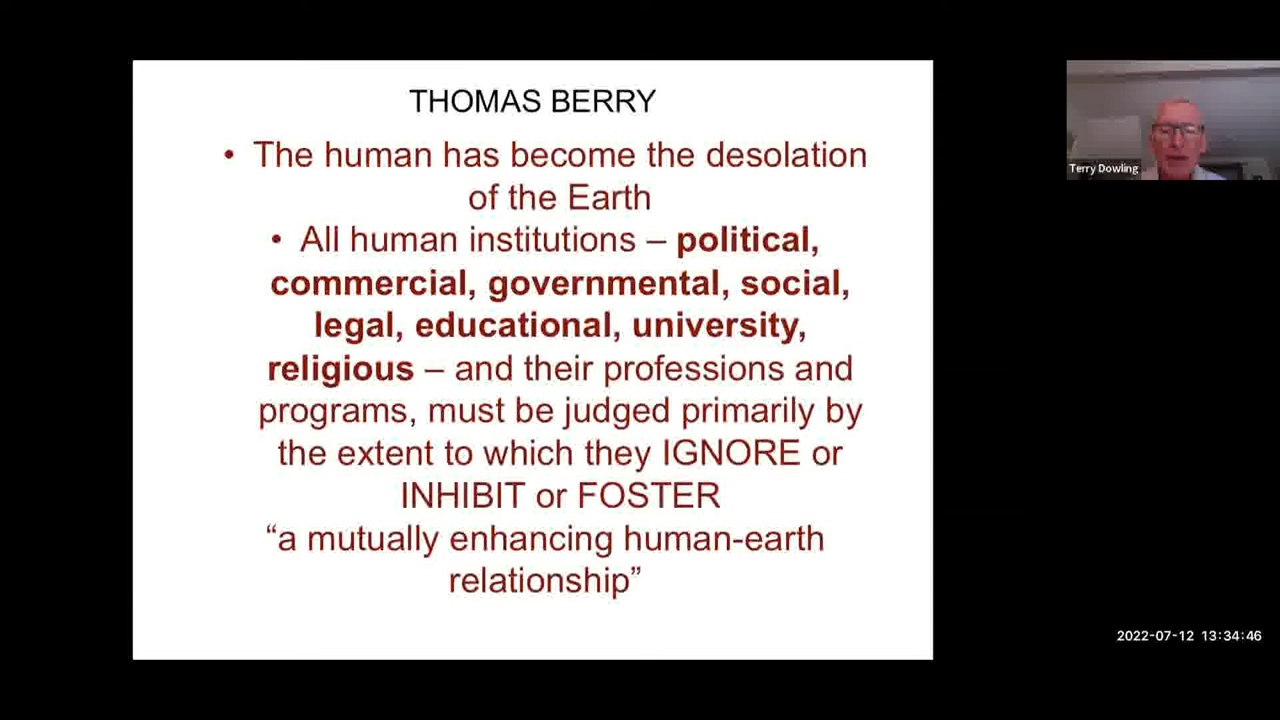 THOMAS BERRY
• The human has become the desolation
of the Earth
• All human institutions – political,
commercial, governmental, social,
legal, educational, university,
religious – and their professions and
programs, must be judged primarily by
the extent to which they IGNORE or
INHIBIT or FOSTER
“a mutually enhancing human-earth
relationship”
Terry Dowling
2022-07-12 13:34:46